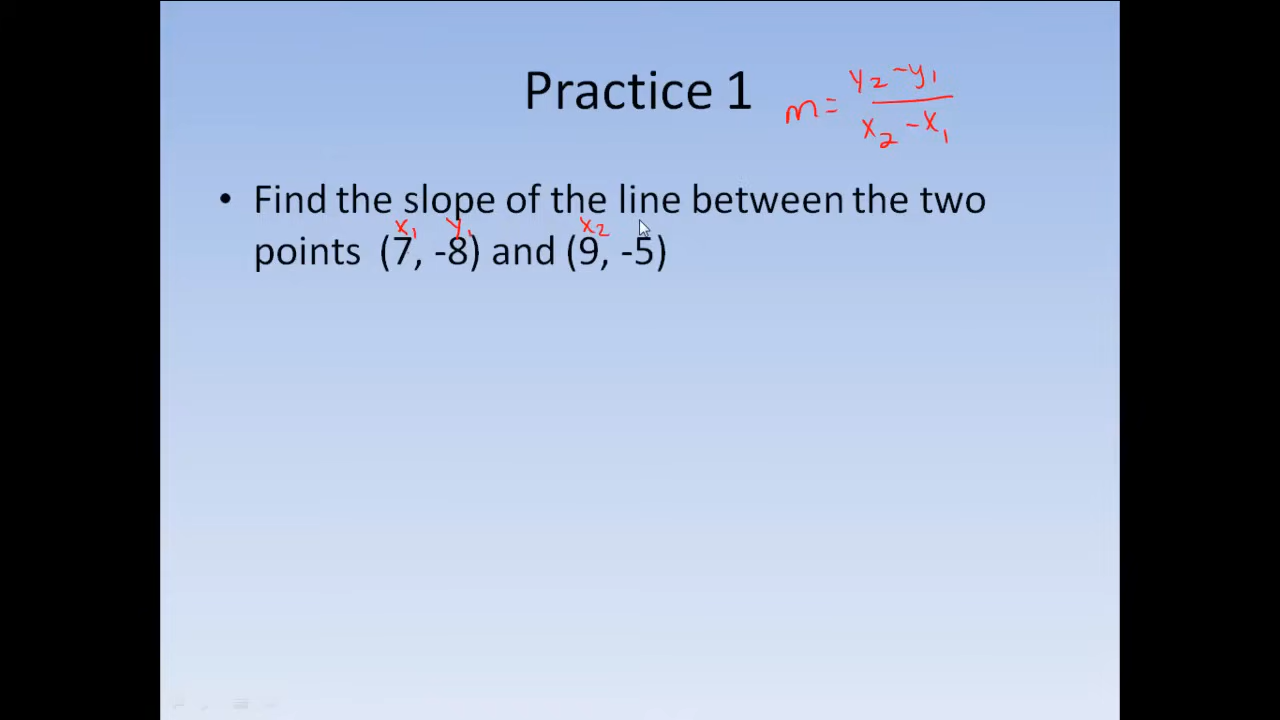 Practice 1
m = y₂ - y₁ / x₂ - x₁
• Find the slope of the line between the two
x₁ y₁ x₂
points (7, -8) and (9, -5)